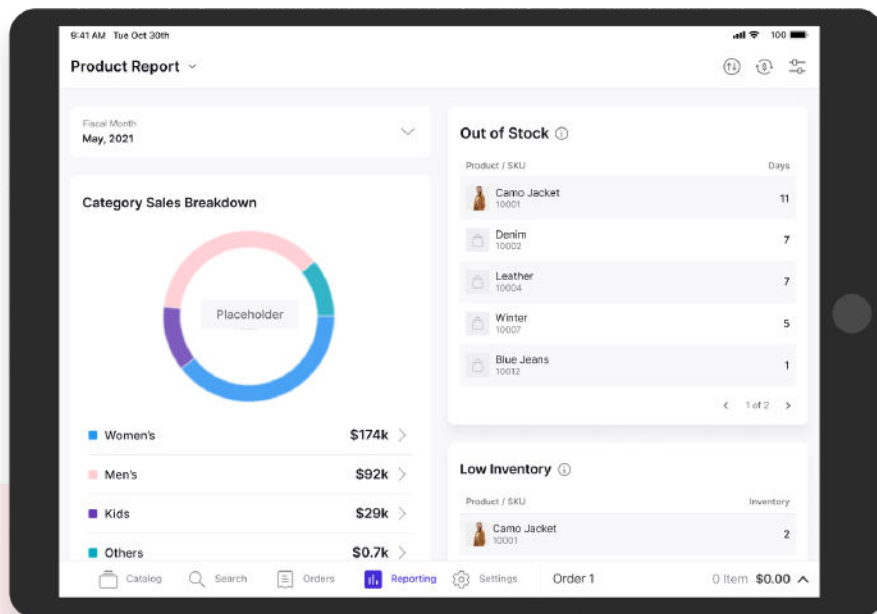 9:41 AM Tue Oct 30th
100
Product Report
Fiscal Month
May, 2021
Category Sales Breakdown
Placeholder
Women's $174k
Men's $92k
Kids $29k
Others $0.7k
Out of Stock
Product / SKU Days
Camo Jacket 11
10001
Denim 7
10002
Leather 7
10004
Winter 5
10007
Blue Jeans 1
10012
1 of 2
Low Inventory
Product / SKU Inventory
Camo Jacket 2
10001
Catalog Search Orders Reporting Settings Order 1 0 Item $0.00